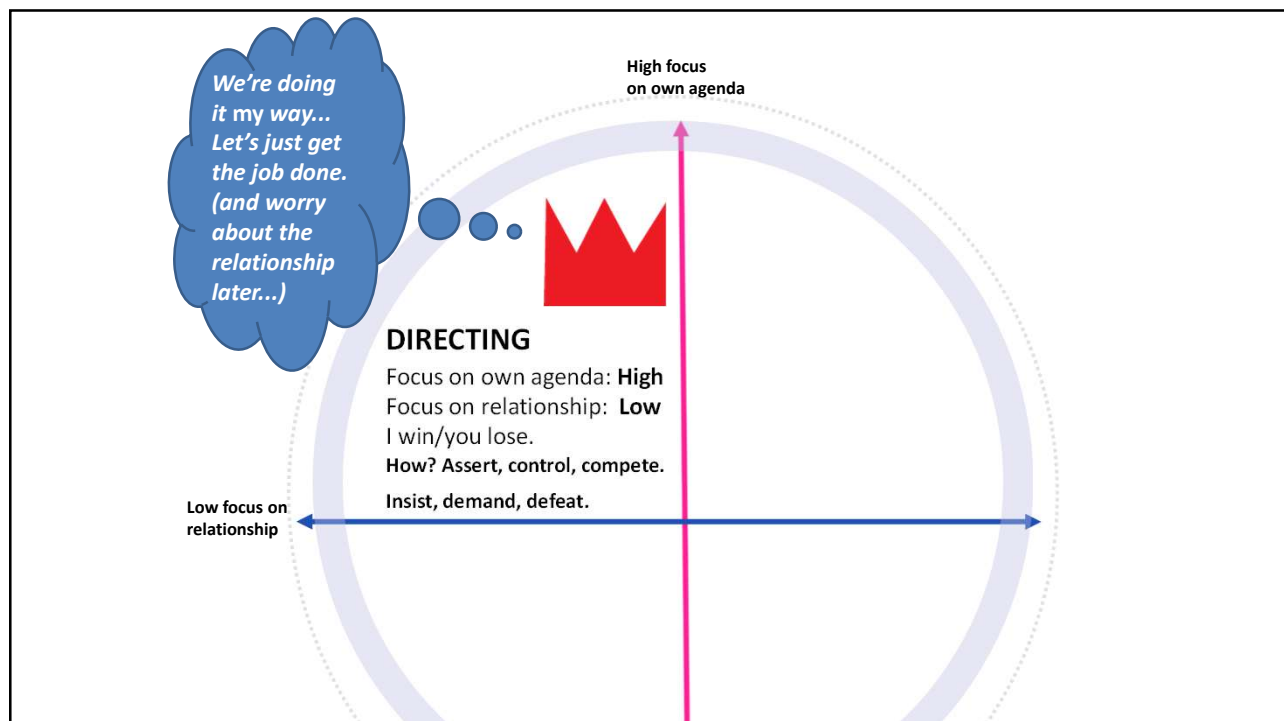 We’re doing
it my way...
Let’s just get
the job done.
(and worry
about the
relationship
later...)
High focus
on own agenda
DIRECTING
Focus on own agenda: High
Focus on relationship: Low
I win/you lose.
How? Assert, control, compete.
Insist, demand, defeat.
Low focus on
relationship